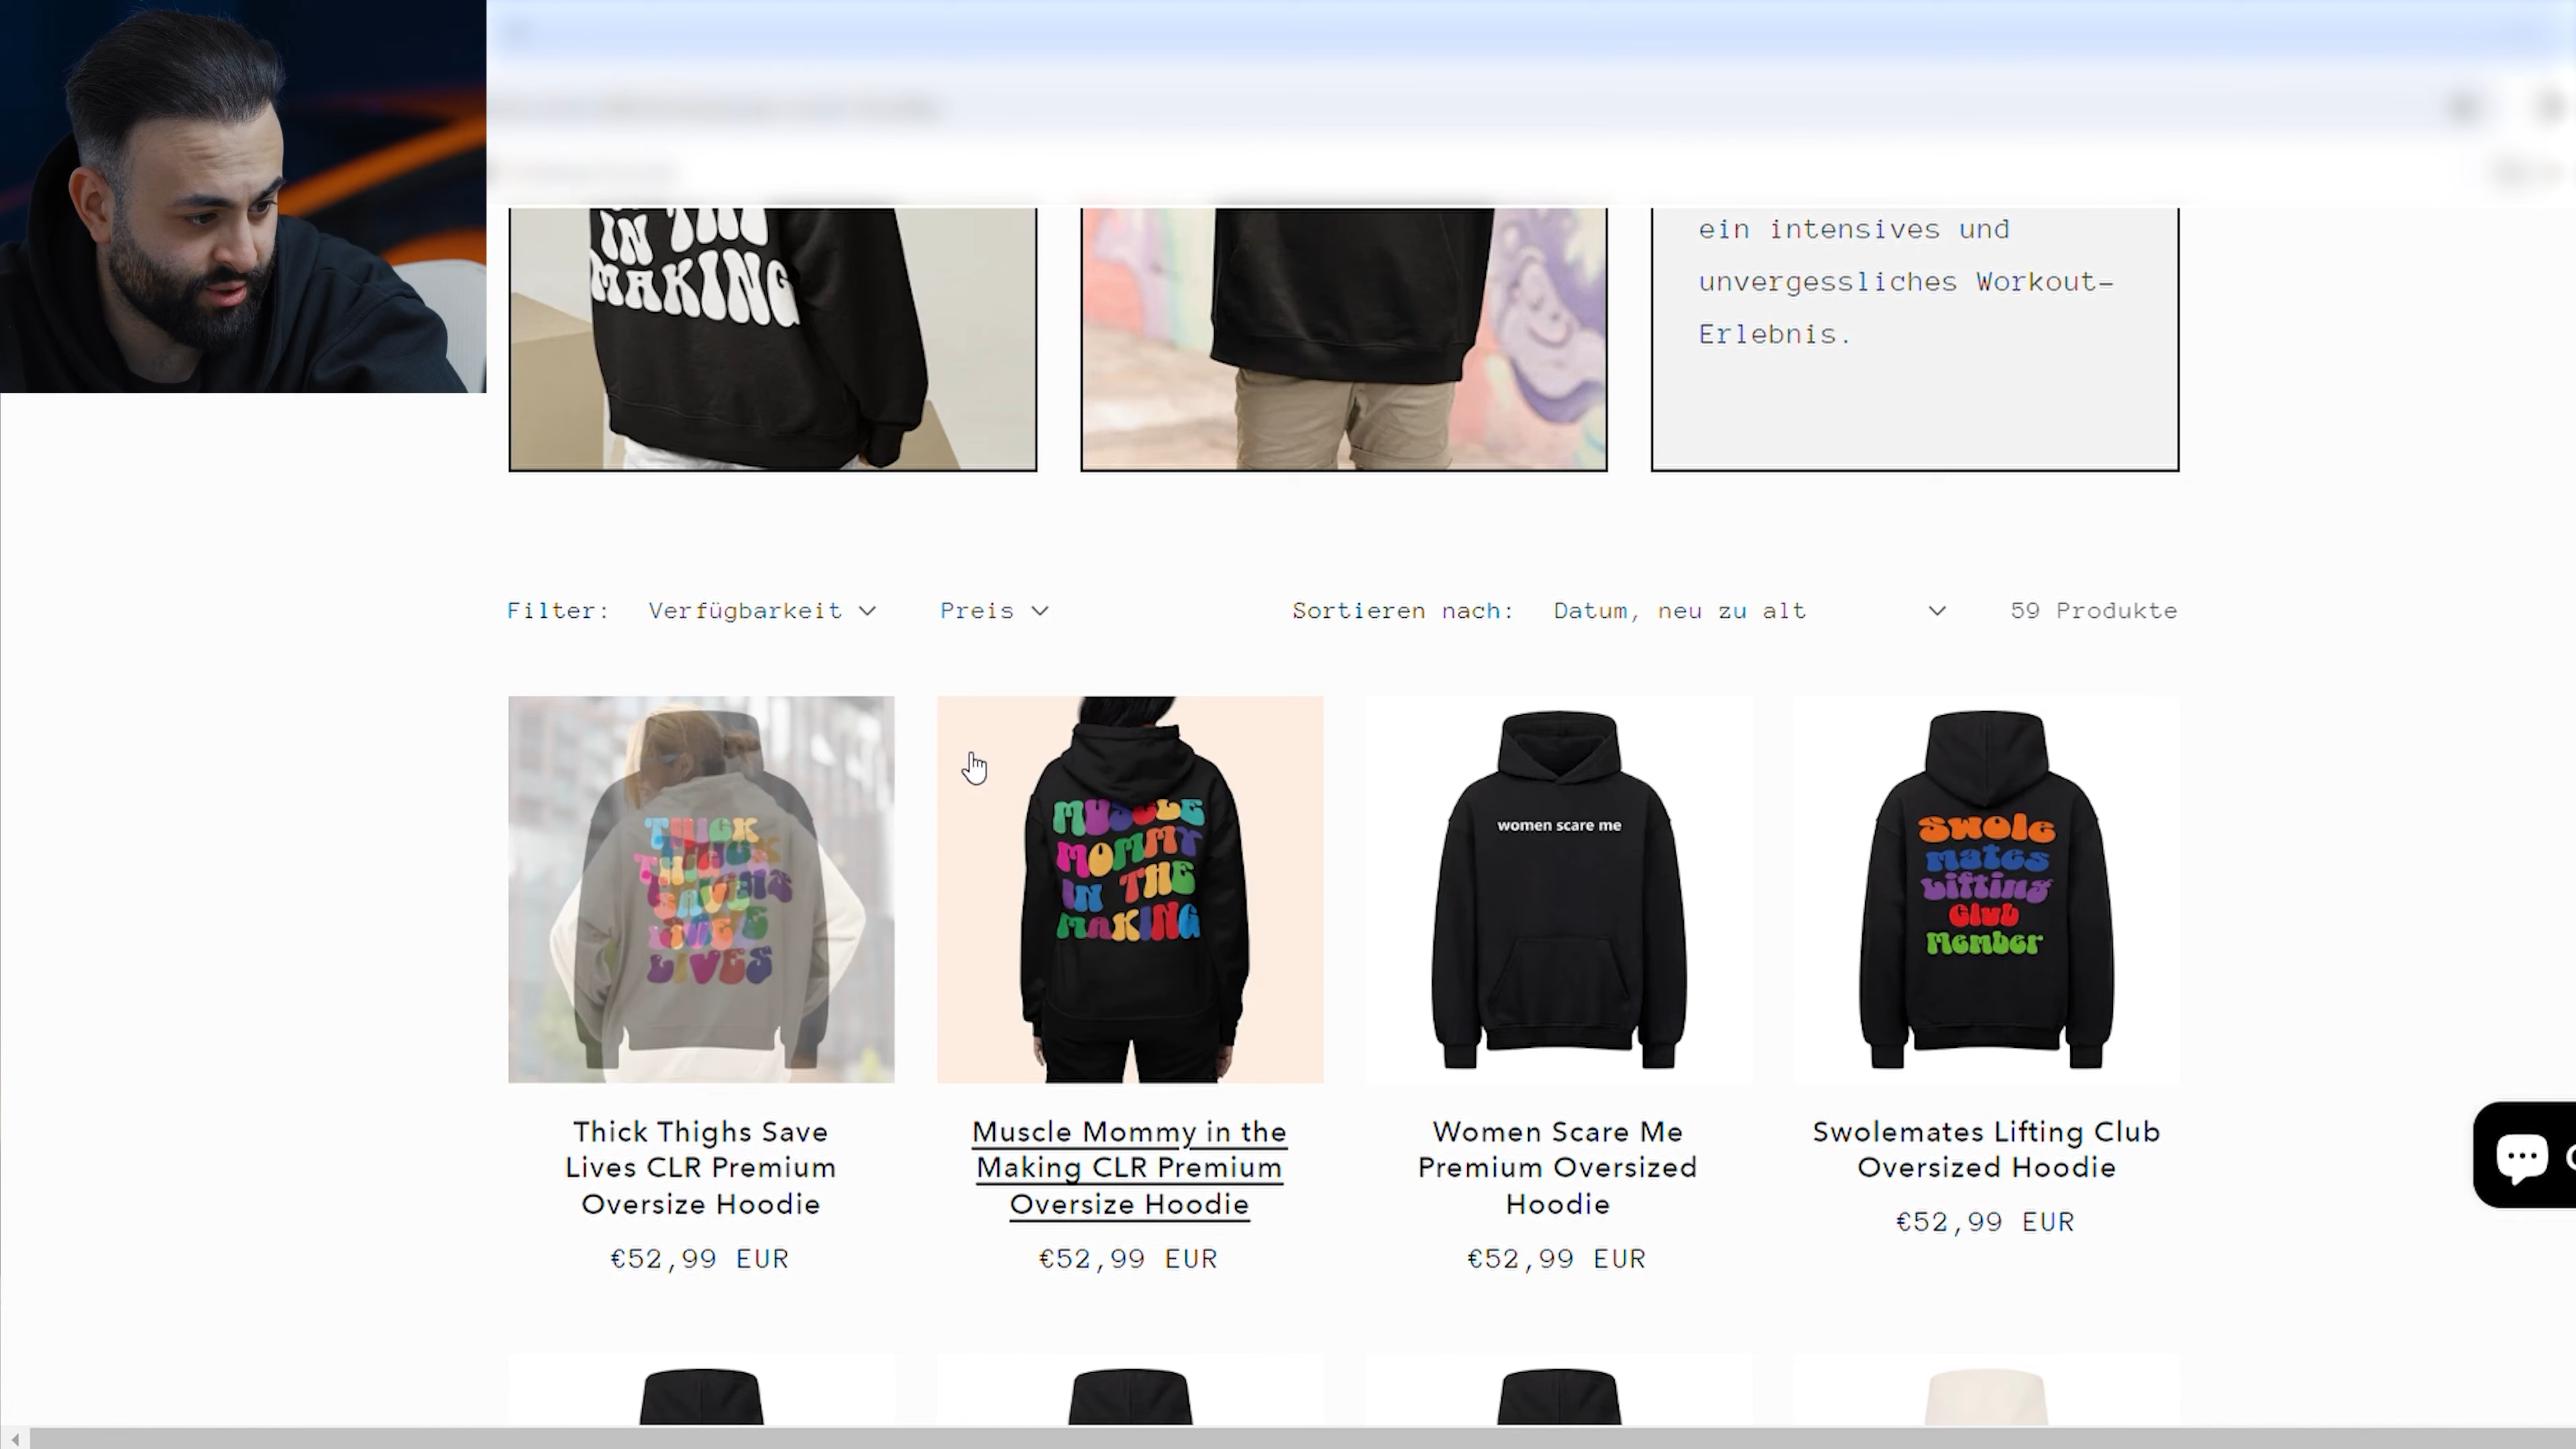 IN THE
MAKING
ein intensives und
unvergessliches Workout-
Erlebnis.
Filter: Verfügbarkeit Preis Sortieren nach: Datum, neu zu alt 59 Produkte
THICK
THIGHS
SAVE
LIVES
MUSCLE
MOMMY
IN THE
MAKING
women scare me
Swole
mates
Lifting
Club
Member
Thick Thighs Save
Lives CLR Premium
Oversize Hoodie
€52,99 EUR
Muscle Mommy in the
Making CLR Premium
Oversize Hoodie
€52,99 EUR
Women Scare Me
Premium Oversized
Hoodie
€52,99 EUR
Swolemates Lifting Club
Oversized Hoodie
€52,99 EUR